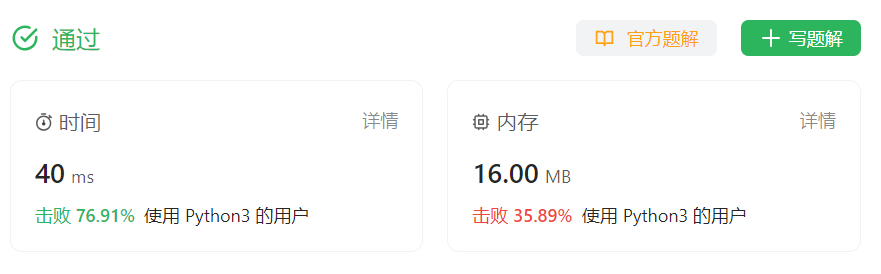 通过
官方题解
写题解
时间 详情
40 ms
击败 76.91% 使用 Python3 的用户
内存 详情
16.00 MB
击败 35.89% 使用 Python3 的用户